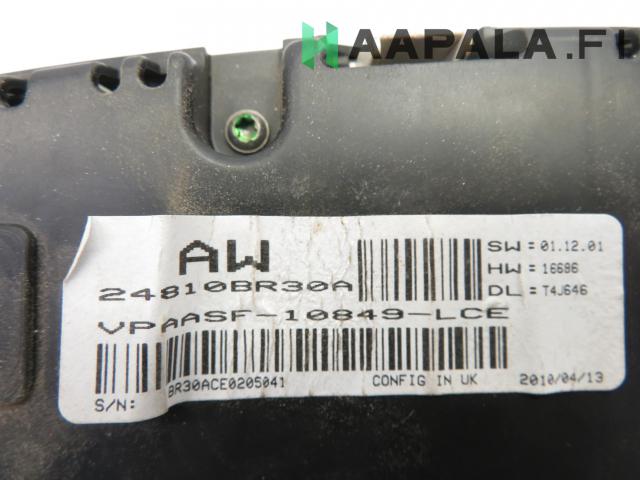 HAAPALA.FI
AW
SW = 01.12.01
HW = 16686
DL = T4J646
24810BR30A
VPAASF-10849-LCE
S/N: BR30ACE0205041 CONFIG IN UK 2010/04/13